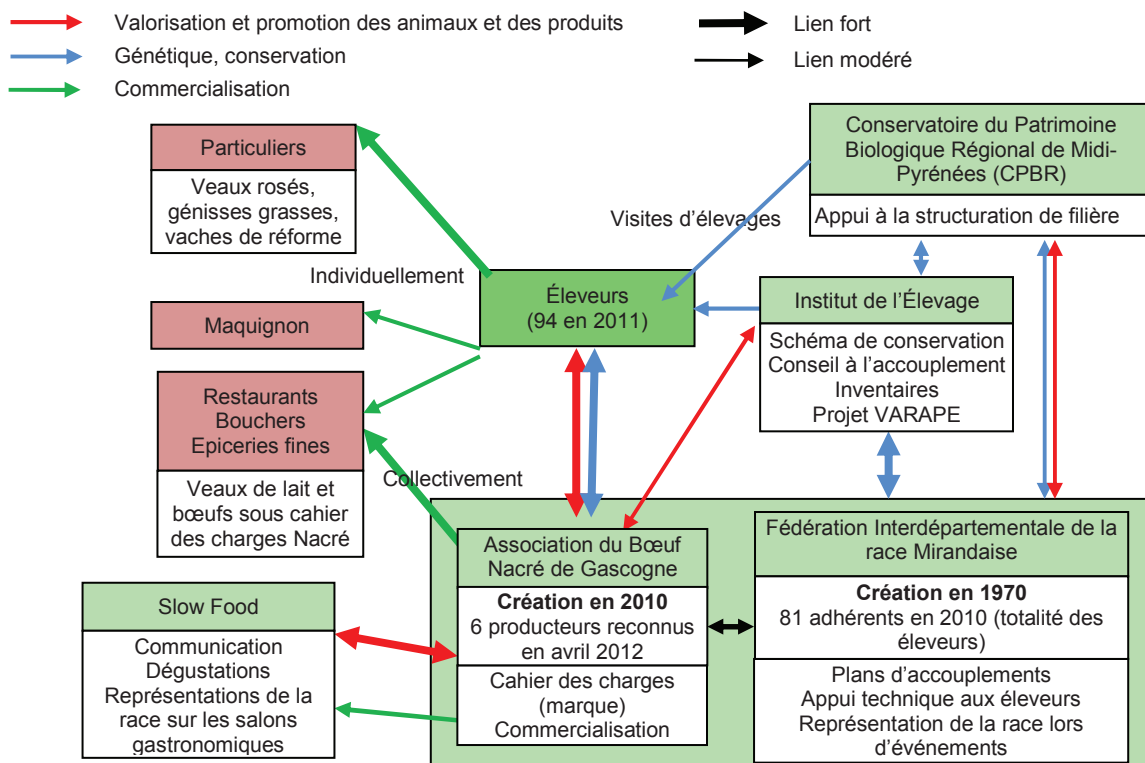 Valorisation et promotion des animaux et des produits
Génétique, conservation
Commercialisation
Lien fort
Lien modéré
Particuliers
Veaux rosés,
génisses grasses,
vaches de réforme
Conservatoire du Patrimoine
Biologique Régional de Midi-
Pyrénées (CPBR)
Appui à la structuration de filière
Visites d'élevages
Individuellement
Éleveurs
(94 en 2011)
Institut de l'Élevage
Schéma de conservation
Conseil à l'accouplement
Inventaires
Projet VARAPE
Maquignon
Restaurants
Bouchers
Epiceries fines
Veaux de lait et
bœufs sous cahier
des charges Nacré
Collectivement
Association du Bœuf
Nacré de Gascogne
Création en 2010
6 producteurs reconnus
en avril 2012
Cahier des charges
(marque)
Commercialisation
Fédération Interdépartementale de la
race Mirandaise
Création en 1970
81 adhérents en 2010 (totalité des
éleveurs)
Plans d'accouplements
Appui technique aux éleveurs
Représentation de la race lors
d'événements
Slow Food
Communication
Dégustations
Représentations de la
race sur les salons
gastronomiques